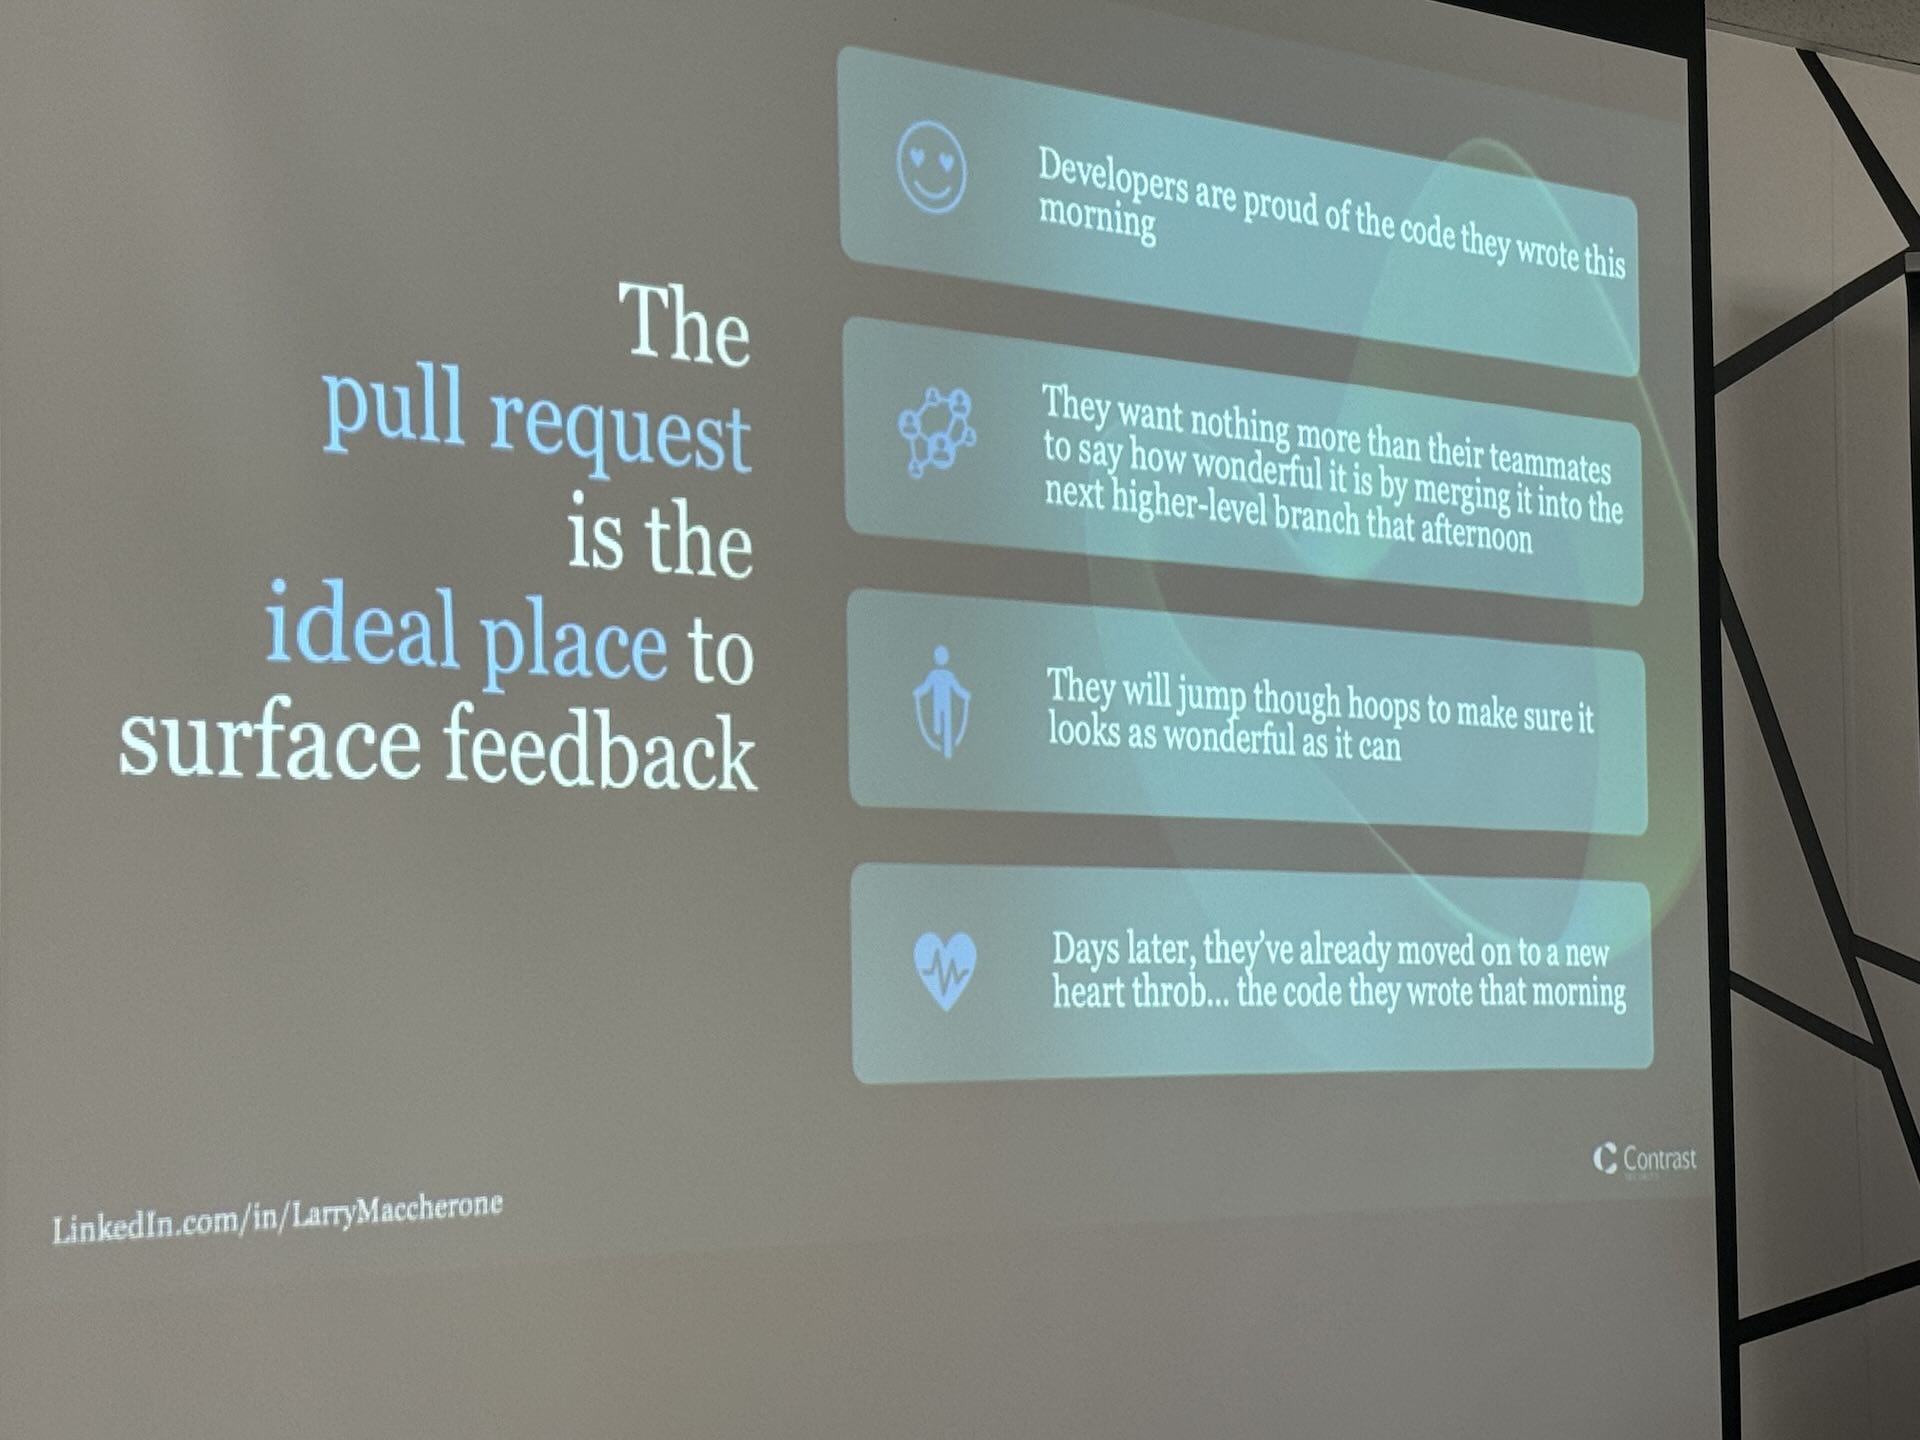 The
pull request
is the
ideal place to
surface feedback
Developers are proud of the code they wrote this
morning
They want nothing more than their teammates
to say how wonderful it is by merging it into the
next higher-level branch that afternoon
They will jump though hoops to make sure it
looks as wonderful as it can
Days later, they've already moved on to a new
heart throb... the code they wrote that morning
LinkedIn.com/in/LarryMaccherone
Contrast